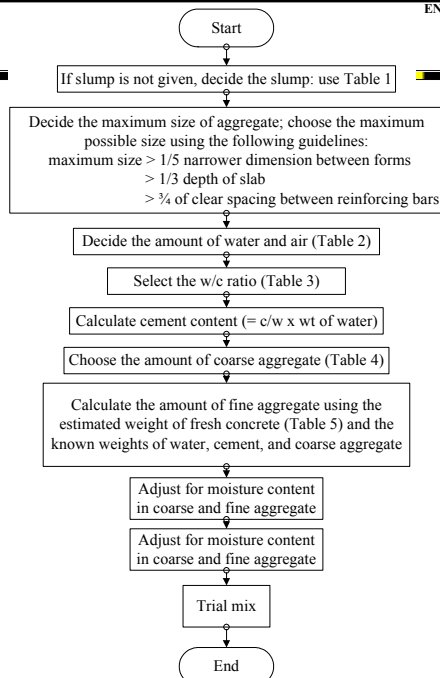 EN
Start
If slump is not given, decide the slump: use Table 1
Decide the maximum size of aggregate; choose the maximum
possible size using the following guidelines:
maximum size > 1/5 narrower dimension between forms
> 1/3 depth of slab
> ¾ of clear spacing between reinforcing bars
Decide the amount of water and air (Table 2)
Select the w/c ratio (Table 3)
Calculate cement content (= c/w x wt of water)
Choose the amount of coarse aggregate (Table 4)
Calculate the amount of fine aggregate using the
estimated weight of fresh concrete (Table 5) and the
known weights of water, cement, and coarse aggregate
Adjust for moisture content
in coarse and fine aggregate
Adjust for moisture content
in coarse and fine aggregate
Trial mix
End